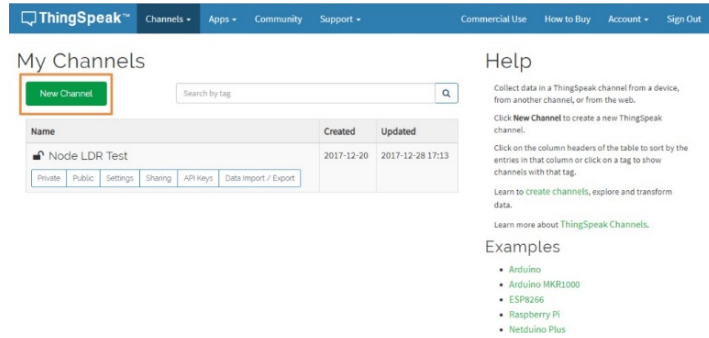 ThingSpeak™ Channels Apps Community Support Commercial Use How to Buy Account Sign Out
My Channels
New Channel
Search by tag
Name Created Updated
Node LDR Test 2017-12-20 2017-12-28 17:13
Private Public Settings Sharing API Keys Data Import / Export
Help
Collect data in a ThingSpeak channel from a device,
from another channel, or from the web.
Click New Channel to create a new ThingSpeak
channel.
Click on the column headers of the table to sort by the
entries in that column or click on a tag to show
channels with that tag.
Learn to create channels, explore and transform
data.
Learn more about ThingSpeak Channels.
Examples
• Arduino
• Arduino MKR1000
• ESP8266
• Raspberry Pi
• Netduino Plus